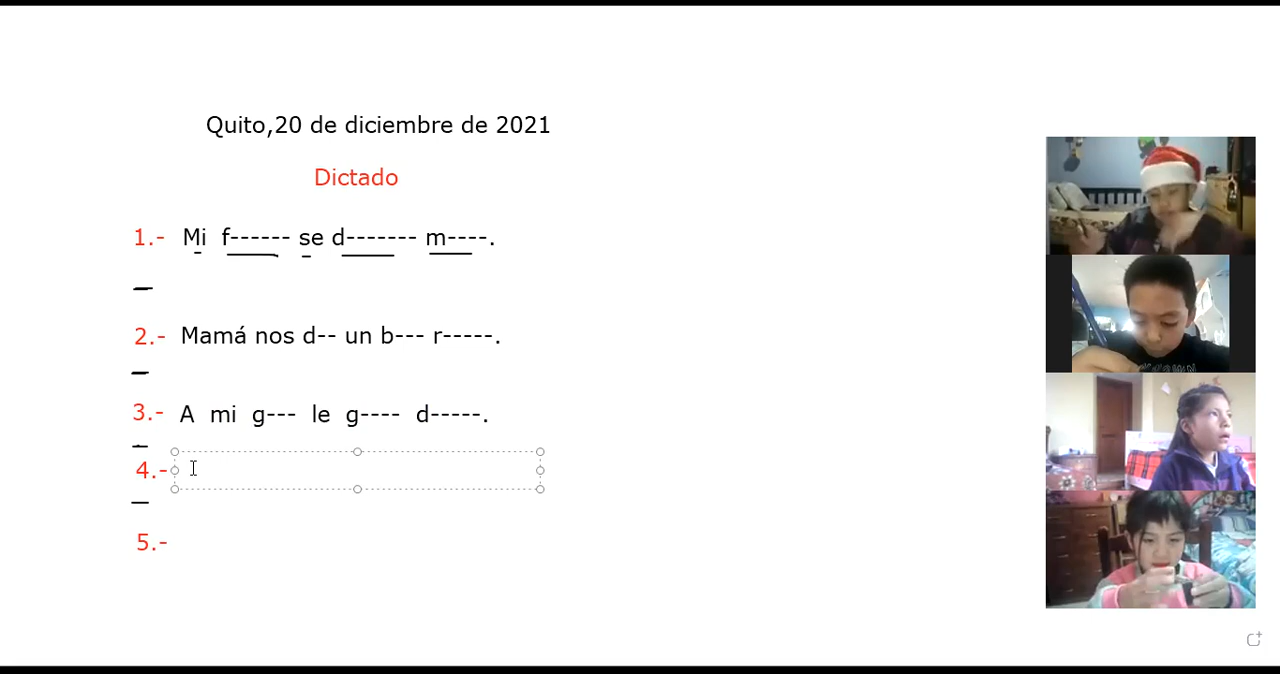 Quito,20 de diciembre de 2021
Dictado
1.- Mi f------ se d------- m----.
2.- Mamá nos d-- un b--- r-----.
3.- A mi g--- le g---- d-----.
4.-
5.-